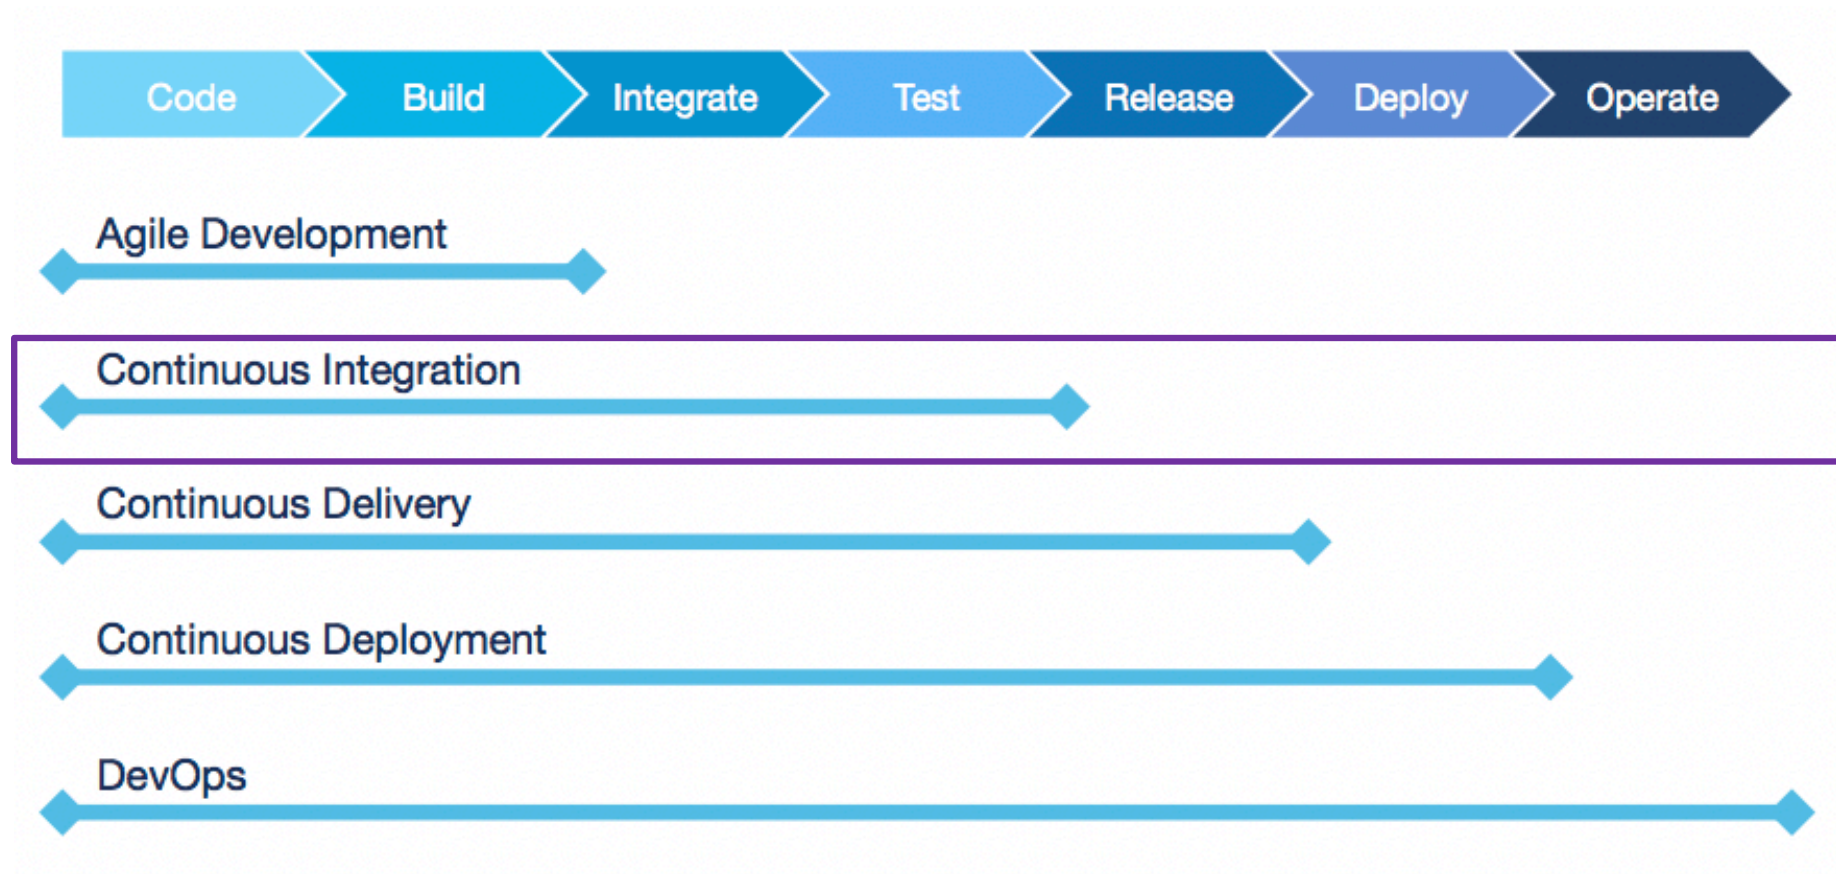 Code Build Integrate Test Release Deploy Operate
Agile Development
Continuous Integration
Continuous Delivery
Continuous Deployment
DevOps